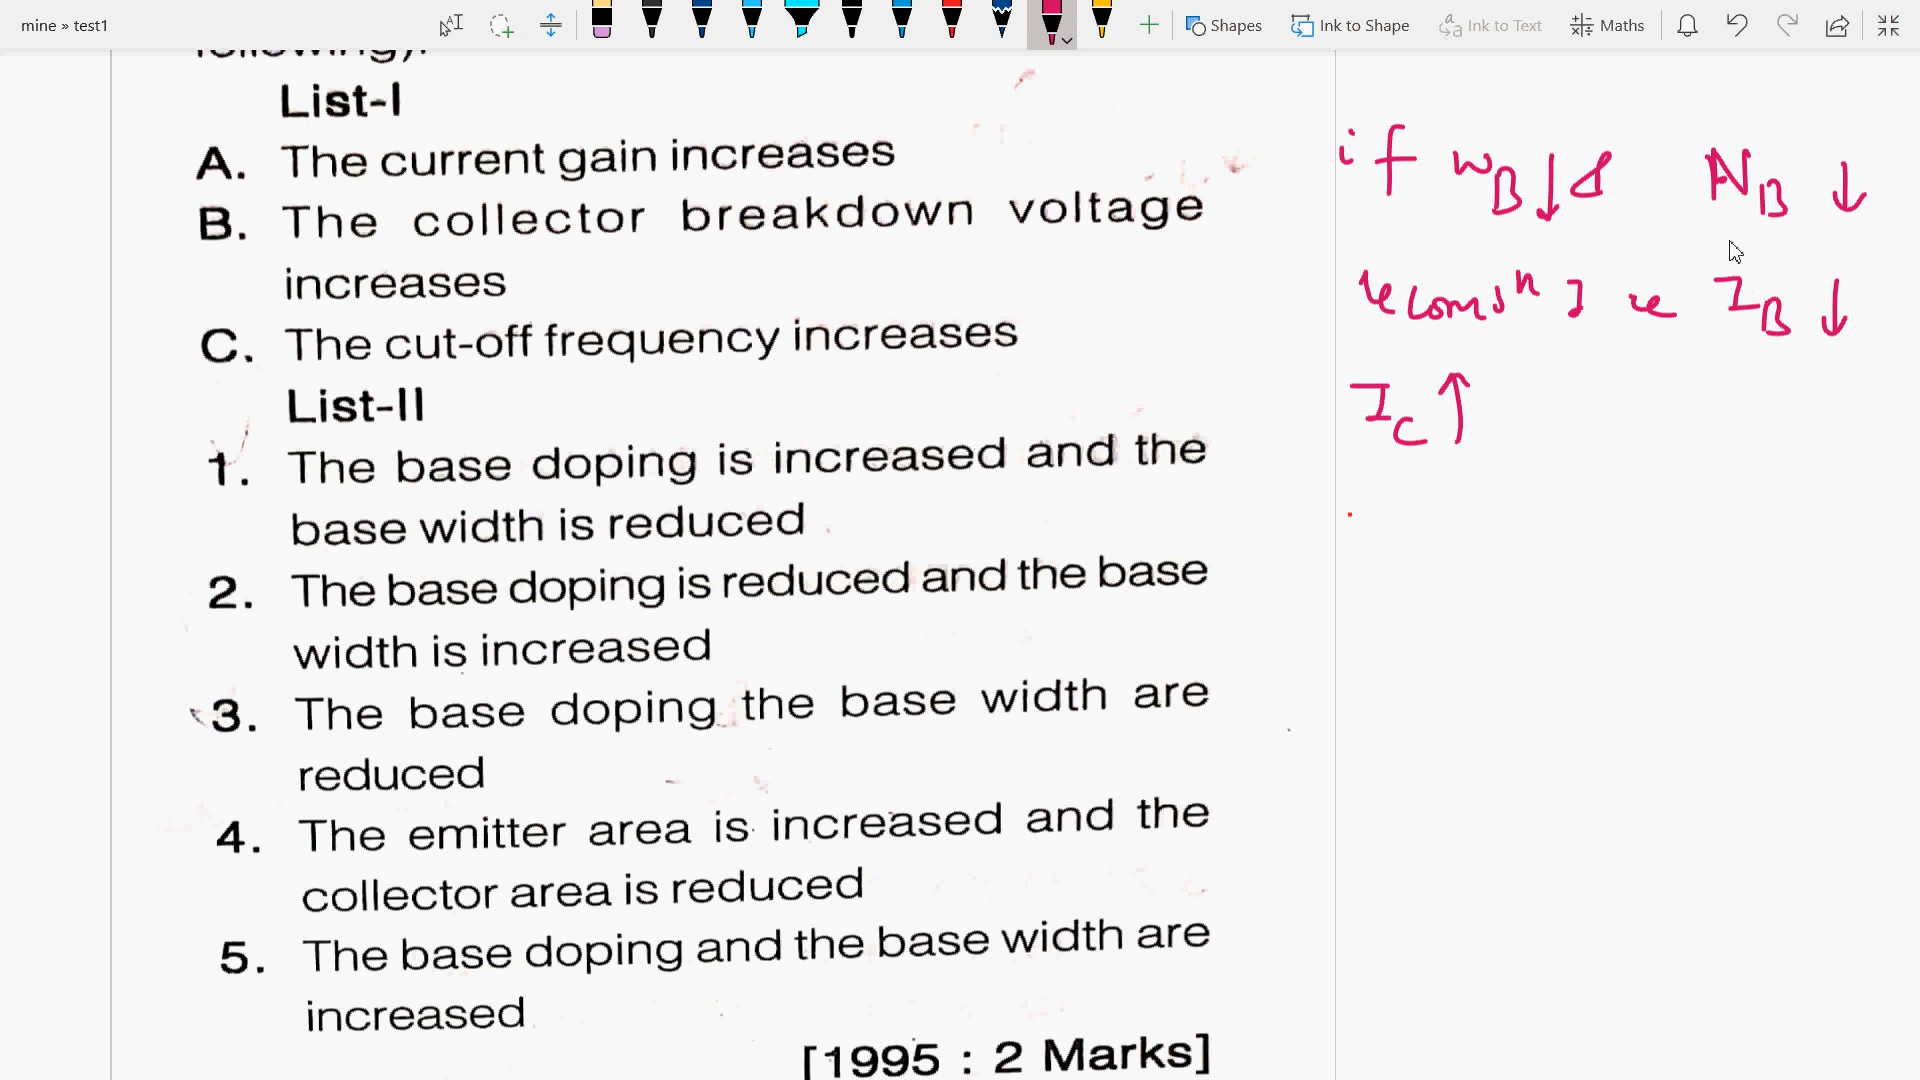 mine » test1
Shapes
Ink to Shape
Ink to Text
Maths
List-I
A. The current gain increases
B. The collector breakdown voltage
increases
C. The cut-off frequency increases
List-II
1. The base doping is increased and the
base width is reduced
2. The base doping is reduced and the base
width is increased
3. The base doping the base width are
reduced
4. The emitter area is increased and the
collector area is reduced
5. The base doping and the base width are
increased
[1995 : 2 Marks]
if W_B ↓ & N_B ↓
I_B ↓
I_C ↑